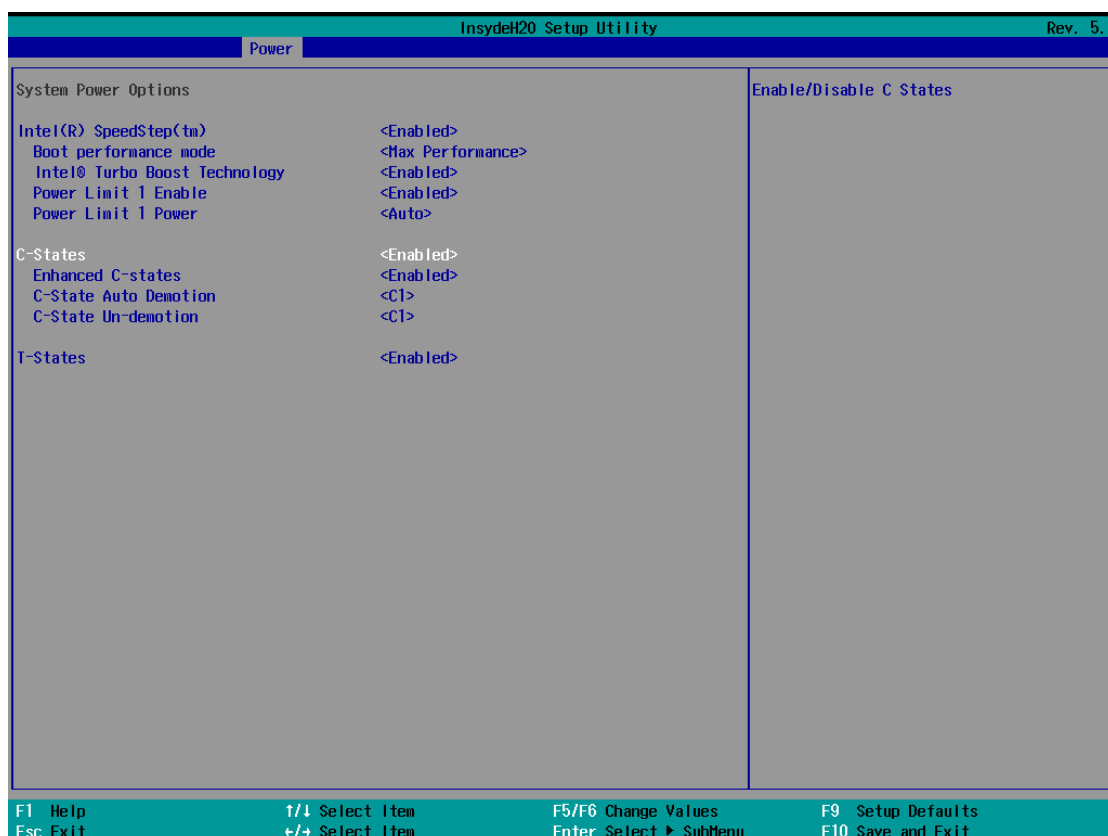 InsydeH2O Setup Utility Rev. 5.
Power
System Power Options Enable/Disable C States
Intel(R) SpeedStep(tm) <Enabled>
Boot performance mode <Max Performance>
Intel® Turbo Boost Technology <Enabled>
Power Limit 1 Enable <Enabled>
Power Limit 1 Power <Auto>
C-States <Enabled>
Enhanced C-states <Enabled>
C-State Auto Demotion <C1>
C-State Un-demotion <C1>
T-States <Enabled>
F1 Help ↑/↓ Select Item F5/F6 Change Values F9 Setup Defaults
Esc Exit ←/→ Select Item Enter Select ▶ SubMenu F10 Save and Exit